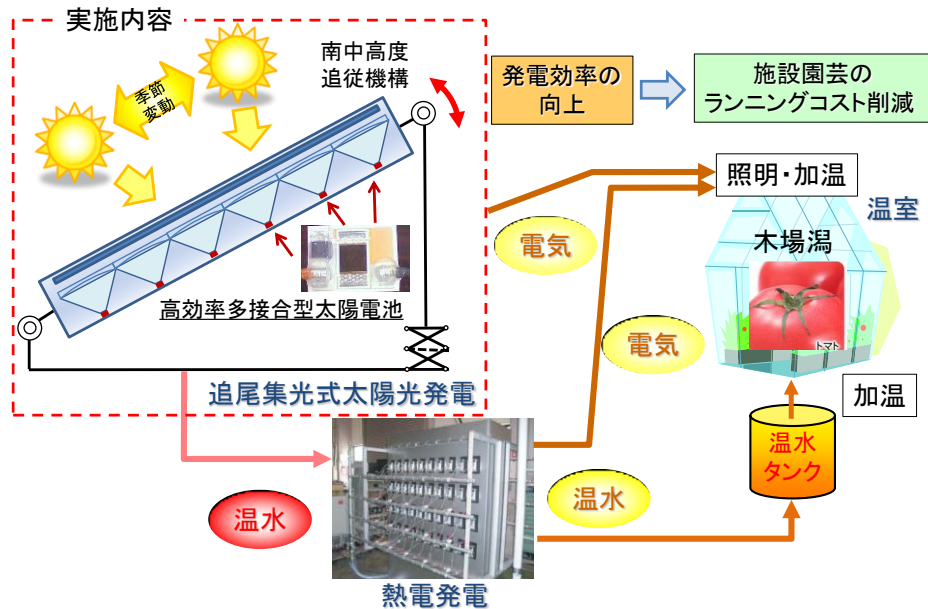 実施内容
南中高度
追従機構
季節
変動
高効率多接合型太陽電池
追尾集光式太陽光発電
発電効率の
向上
施設園芸の
ランニングコスト削減
照明・加温
温室
木場潟
トマト
電気
電気
加温
温水
タンク
温水
温水
熱電発電